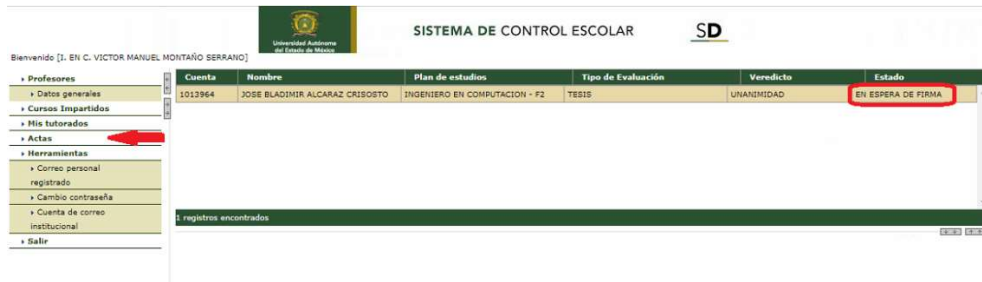 Universidad Autónoma
del Estado de México
SISTEMA DE CONTROL ESCOLAR
SD
Bienvenido [I. EN C. VICTOR MANUEL MONTAÑO SERRANO]
Profesores
Datos generales
Cursos Impartidos
Mis tutorados
Actas
Herramientas
Correo personal
registrado
Cambio contraseña
Cuenta de correo
institucional
Salir
Cuenta Nombre Plan de estudios Tipo de Evaluación Veredicto Estado
1013964 JOSE BLADIMIR ALCARAZ CRISOSTO INGENIERO EN COMPUTACION - F2 TESIS UNANIMIDAD EN ESPERA DE FIRMA
1 registros encontrados